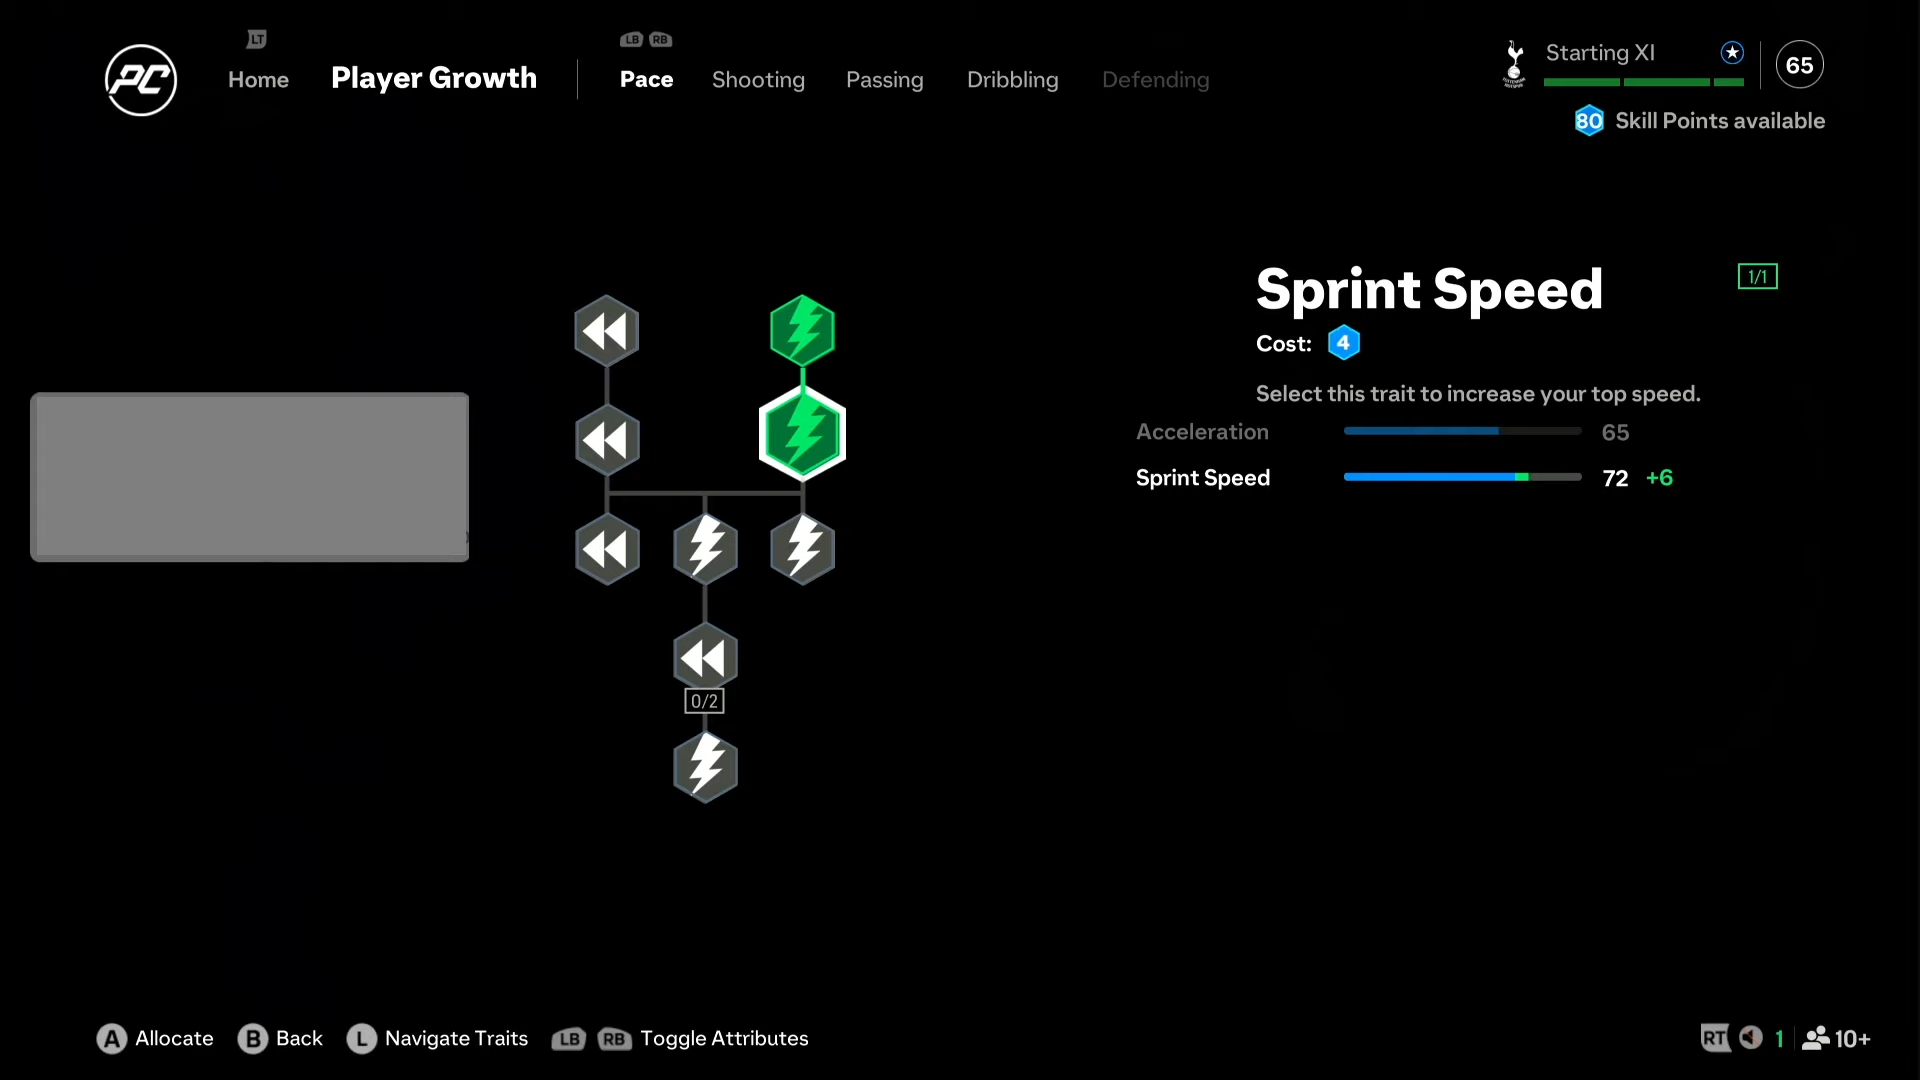 LT
LB RB
PC
Home
Player Growth
Pace
Shooting
Passing
Dribbling
Defending
Starting XI
65
80 Skill Points available
Sprint Speed
1/1
Cost: 4
Select this trait to increase your top speed.
Acceleration 65
Sprint Speed 72 +6
0/2
A Allocate
B Back
L Navigate Traits
LB RB Toggle Attributes
RT 1
10+